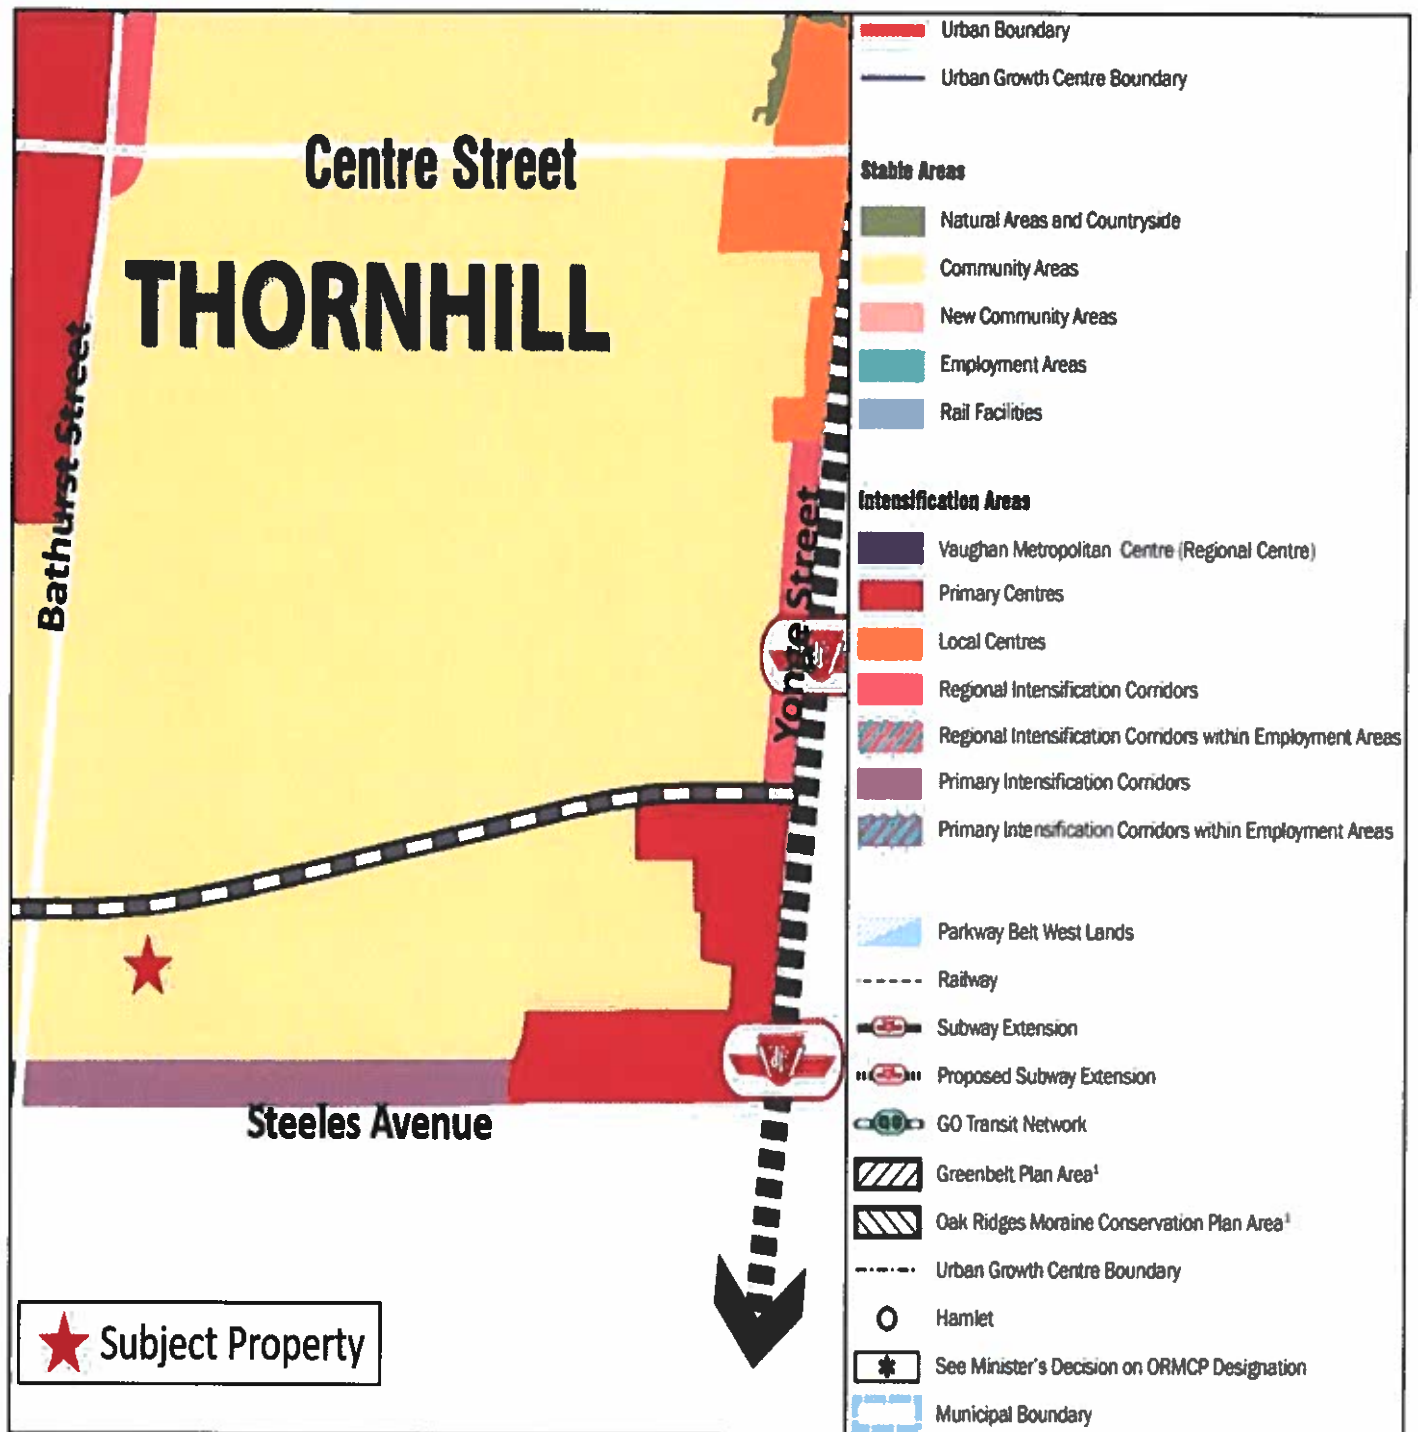 Centre Street
THORNHILL
Bathurst Street
Yonge Street
Steeles Avenue
Subject Property
Urban Boundary
Urban Growth Centre Boundary
Stable Areas
Natural Areas and Countryside
Community Areas
New Community Areas
Employment Areas
Rail Facilities
Intensification Areas
Vaughan Metropolitan Centre (Regional Centre)
Primary Centres
Local Centres
Regional Intensification Corridors
Regional Intensification Corridors within Employment Areas
Primary Intensification Corridors
Primary Intensification Corridors within Employment Areas
Parkway Belt West Lands
Railway
Subway Extension
Proposed Subway Extension
GO Transit Network
Greenbelt Plan Area¹
Oak Ridges Moraine Conservation Plan Area¹
Urban Growth Centre Boundary
Hamlet
See Minister's Decision on ORMCP Designation
Municipal Boundary